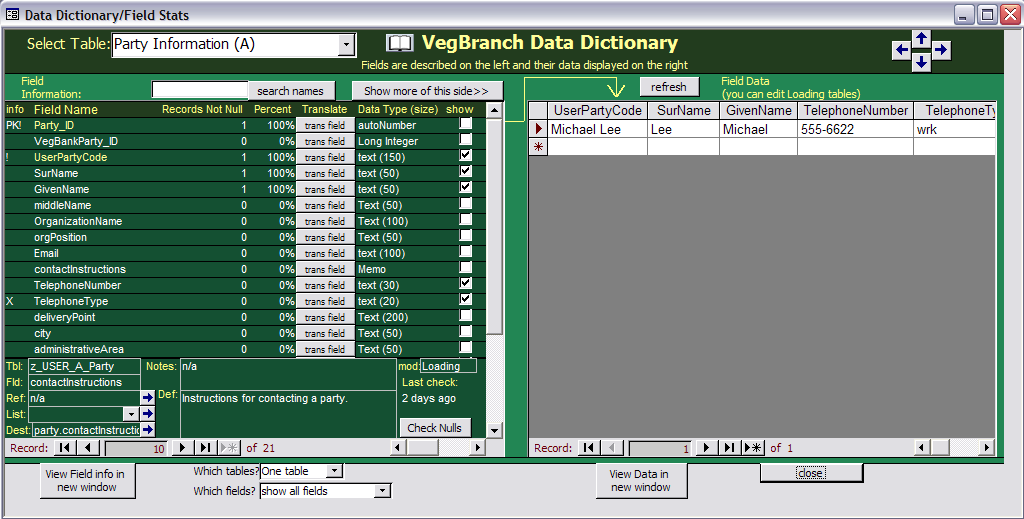 Data Dictionary/Field Stats
Select Table: Party Information (A)
VegBranch Data Dictionary
Fields are described on the left and their data displayed on the right
Field Information:
search names
Show more of this side>>
refresh
Field Data
(you can edit Loading tables)
info Field Name Records Not Null Percent Translate Data Type (size) show
PK! Party_ID 1 100% trans field autoNumber
VegBankParty_ID 0 0% trans field Long Integer
! UserPartyCode 1 100% trans field text (150)
SurName 1 100% trans field text (50)
GivenName 1 100% trans field text (50)
middleName 0 0% trans field Text (50)
OrganizationName 0 0% trans field Text (100)
orgPosition 0 0% trans field Text (50)
Email 0 0% trans field text (100)
contactInstructions 0 0% trans field Memo
TelephoneNumber 1 100% trans field text (30)
X TelephoneType 1 100% trans field text (20)
deliveryPoint 0 0% trans field Text (200)
city 0 0% trans field Text (50)
administrativeArea 0 0% trans field Text (50)
UserPartyCode SurName GivenName TelephoneNumber TelephoneTy
Michael Lee Lee Michael 555-6622 wrk
Tbl: z_USER_A_Party Notes: n/a mod: Loading
Fld: contactInstructions Last check:
Ref: n/a Def: Instructions for contacting a party. 2 days ago
List:
Dest: party.contactInstructic Check Nulls
Record: 10 of 21
Record: 1 of 1
View Field info in new window
Which tables? One table
Which fields? show all fields
View Data in new window
close